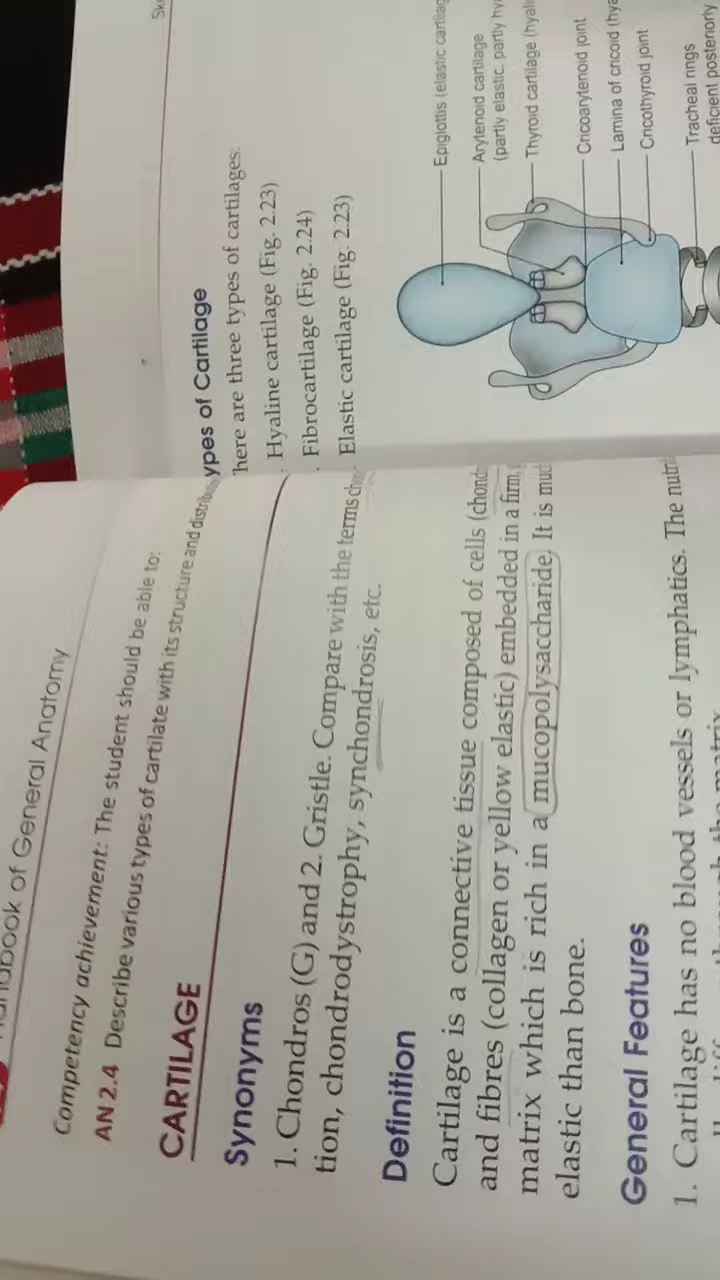 Handbook of General Anatomy
Competency achievement: The student should be able to:
AN 2.4 Describe various types of cartilate with its structure and
CARTILAGE
Synonyms
1. Chondros (G) and 2. Gristle. Compare with the terms
tion, chondrodystrophy, synchondrosis, etc.
Definition
Cartilage is a connective tissue composed of cells (chond
and fibres (collagen or yellow elastic) embedded in a firm,
matrix which is rich in a mucopolysaccharide. It is
elastic than bone.
General Features
1. Cartilage has no blood vessels or lymphatics. The
the matrix
ypes of Cartilage
here are three types of cartilages:
Hyaline cartilage (Fig. 2.23)
Fibrocartilage (Fig. 2.24)
Elastic cartilage (Fig. 2.23)
Epiglottis (elastic cartilag
Arytenoid cartilage
(partly elastic, partly hy
Thyroid cartilage (hyali
Cricoarytenoid joint
Lamina of cricoid (hya
Cricothyroid joint
Tracheal rings
deficient posteriorly